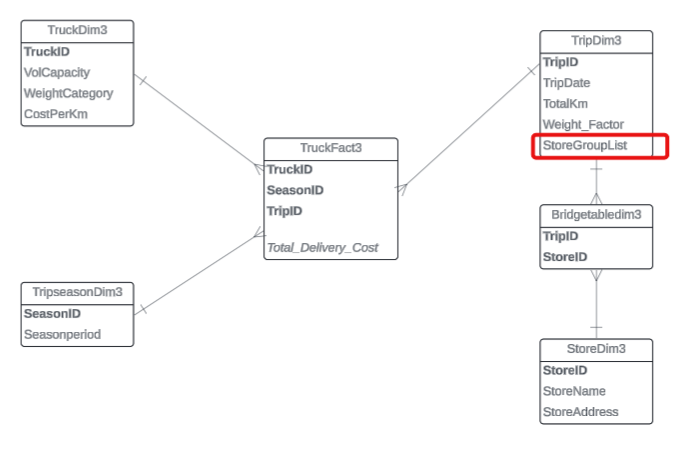 TruckDim3
TruckID
VolCapacity
WeightCategory
CostPerKm
TripDim3
TripID
TripDate
TotalKm
Weight_Factor
StoreGroupList
TruckFact3
TruckID
SeasonID
TripID
Total_Delivery_Cost
Bridgetabledim3
TripID
StoreID
TripseasonDim3
SeasonID
Seasonperiod
StoreDim3
StoreID
StoreName
StoreAddress